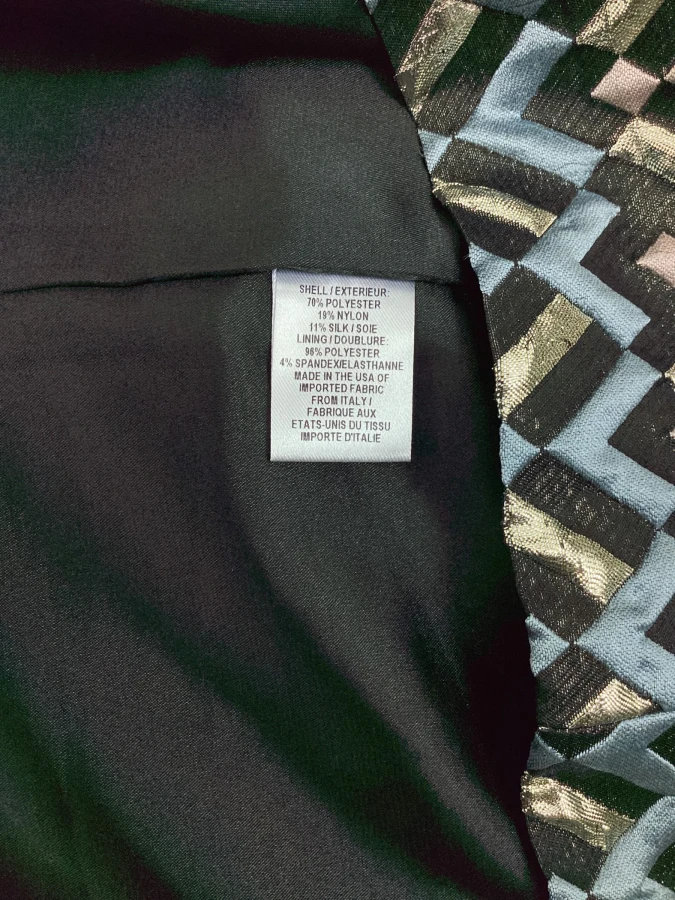 SHELL / EXTERIEUR:
70% POLYESTER
19% NYLON
11% SILK / SOIE
LINING / DOUBLURE:
96% POLYESTER
4% SPANDEX/ELASTHANNE
MADE IN THE USA OF
IMPORTED FABRIC
FROM ITALY /
FABRIQUE AUX
ETATS-UNIS DU TISSU
IMPORTE D'ITALIE